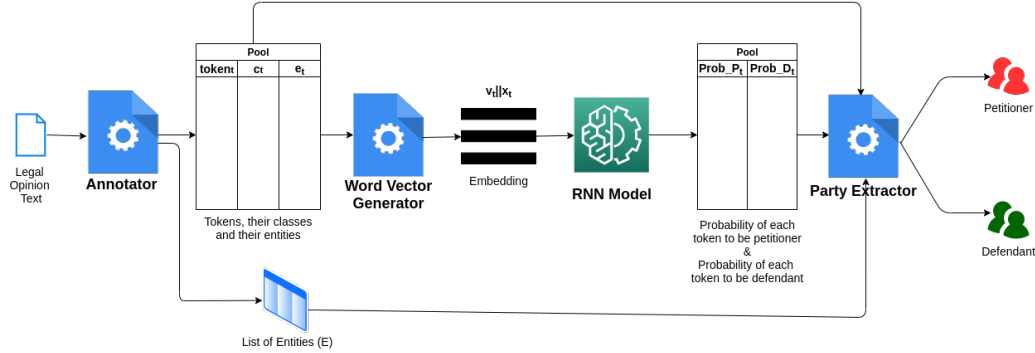 Pool
tokenₜ cₜ eₜ
Legal
Opinion
Text
Annotator
Tokens, their classes
and their entities
Word Vector
Generator
vₜ||xₜ
Embedding
RNN Model
Pool
Prob_Pₜ Prob_Dₜ
Probability of each
token to be petitioner
&
Probability of each
token to be defendant
Party Extractor
Petitioner
Defendant
List of Entities (E)